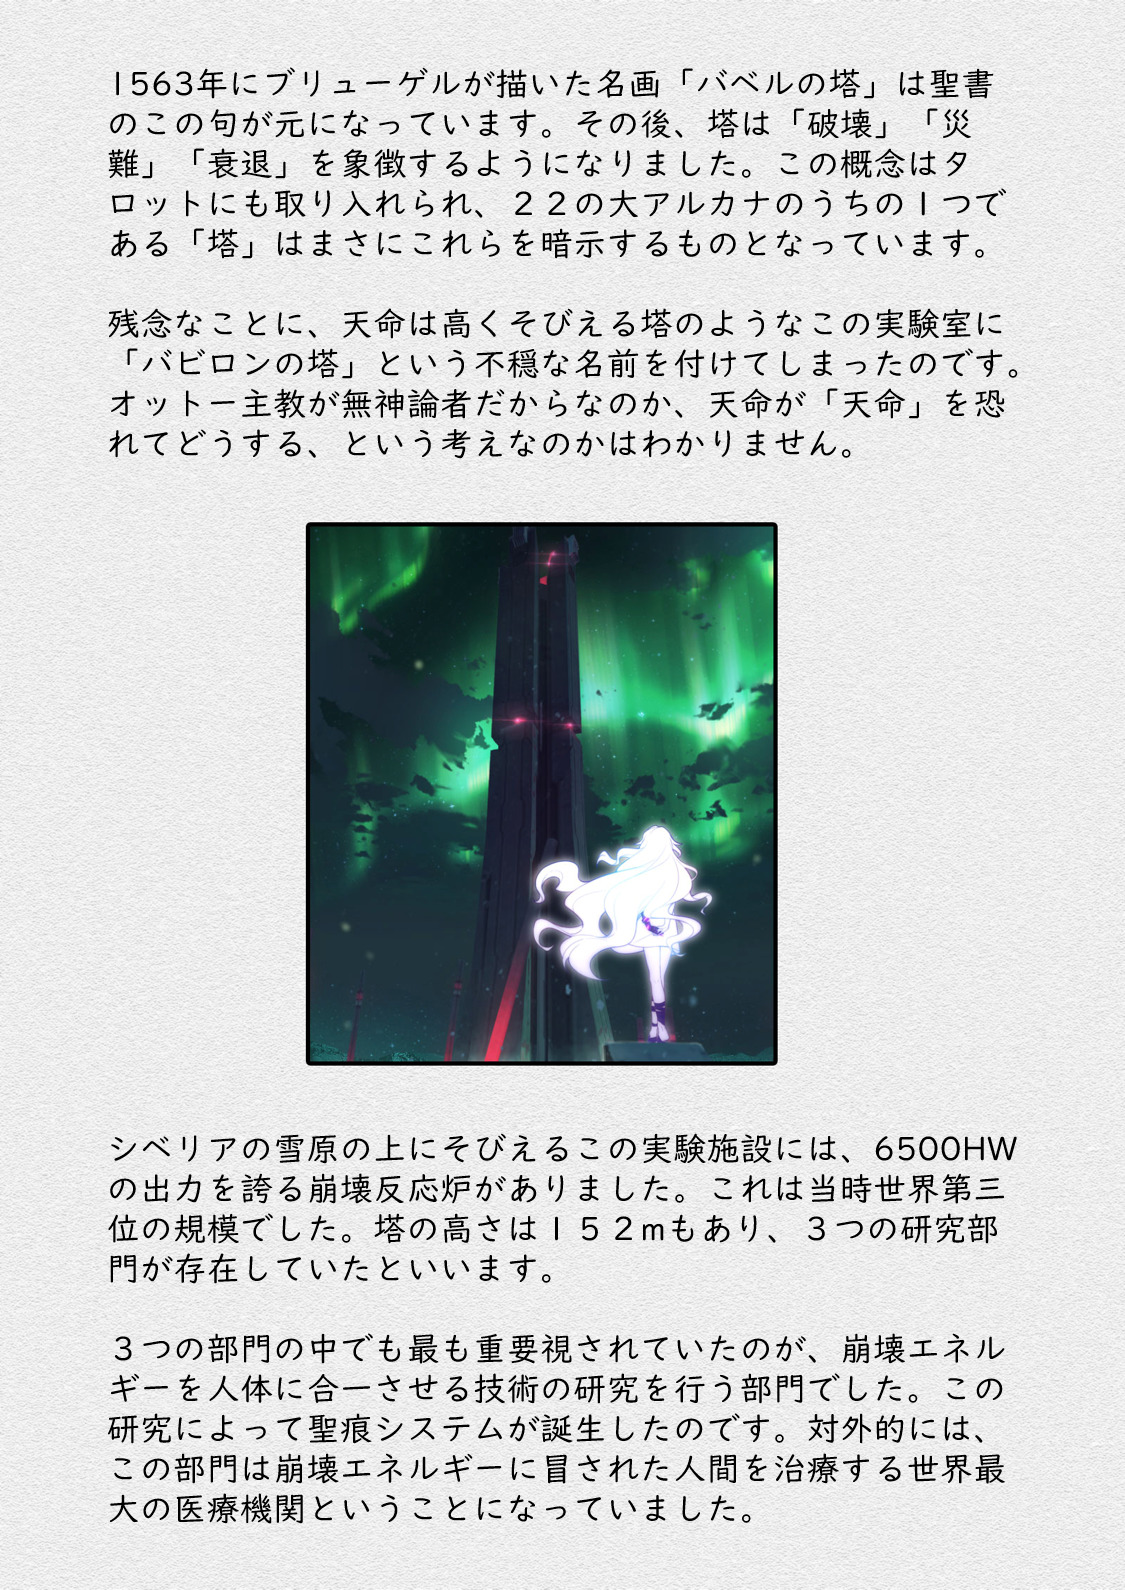 1563年にブリューゲルが描いた名画「バベルの塔」は聖書
のこの句が元になっています。その後、塔は「破壊」「災
難」「衰退」を象徴するようになりました。この概念はタ
ロットにも取り入れられ、２２の大アルカナのうちの１つで
ある「塔」はまさにこれらを暗示するものとなっています。
残念なことに、天命は高くそびえる塔のようなこの実験室に
「バビロンの塔」という不穏な名前を付けてしまったのです。
オットー主教が無神論者だからなのか、天命が「天命」を恐
れてどうする、という考えなのかはわかりません。
シベリアの雪原の上にそびえるこの実験施設には、6500HW
の出力を誇る崩壊反応炉がありました。これは当時世界第三
位の規模でした。塔の高さは１５２mもあり、３つの研究部
門が存在していたといいます。
３つの部門の中でも最も重要視されていたのが、崩壊エネル
ギーを人体に合一させる技術の研究を行う部門でした。この
研究によって聖痕システムが誕生したのです。対外的には、
この部門は崩壊エネルギーに冒された人間を治療する世界最
大の医療機関ということになっていました。